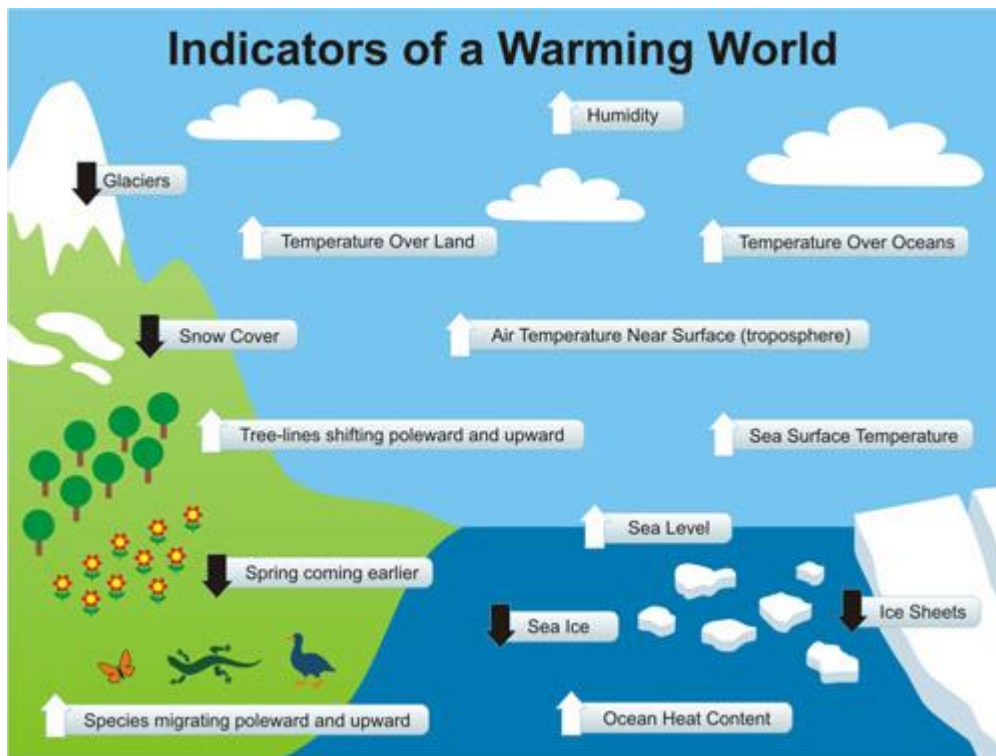 Indicators of a Warming World
Humidity
Glaciers
Temperature Over Land
Temperature Over Oceans
Snow Cover
Air Temperature Near Surface (troposphere)
Tree-lines shifting poleward and upward
Sea Surface Temperature
Sea Level
Spring coming earlier
Ice Sheets
Sea Ice
Species migrating poleward and upward
Ocean Heat Content